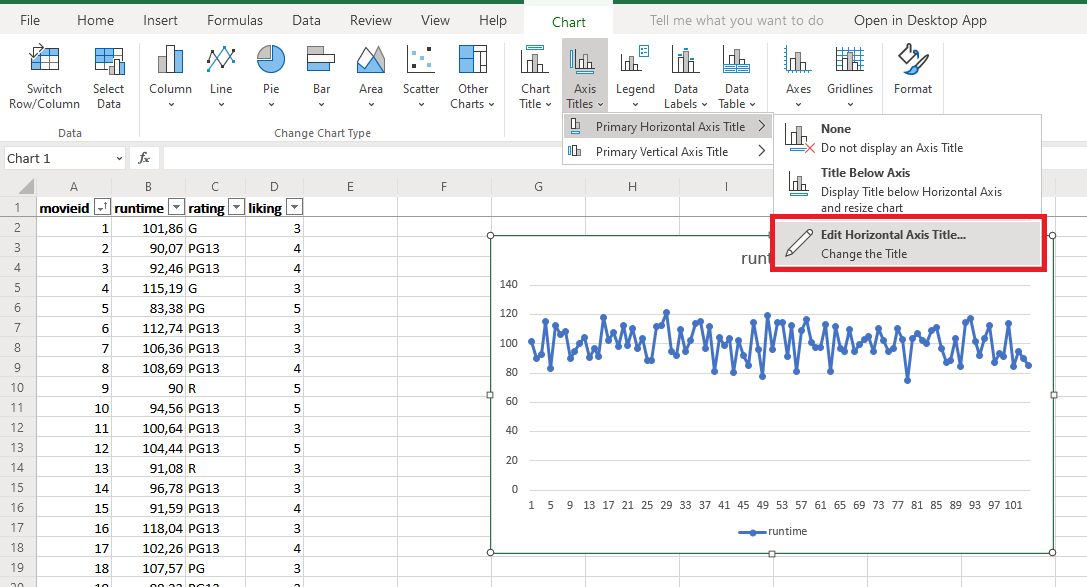 File Home Insert Formulas Data Review View Help Chart Tell me what you want to do Open in Desktop App
Switch Row/Column
Select Data
Column
Line
Pie
Bar
Area
Scatter
Other Charts
Chart Title
Axis Titles
Legend
Data Labels
Data Table
Axes
Gridlines
Format
Data
Change Chart Type
Primary Horizontal Axis Title
Primary Vertical Axis Title
None
Do not display an Axis Title
Title Below Axis
Display Title below Horizontal Axis
and resize chart
Edit Horizontal Axis Title...
Change the Title
Chart 1 fx
A B C D E F G H I
1 movieid runtime rating liking
2 1 101,86 G 3
3 2 90,07 PG13 4
4 3 92,46 PG13 4
5 4 115,19 G 3
6 5 83,38 PG 5
7 6 112,74 PG13 3
8 7 106,36 PG13 3
9 8 108,69 PG13 4
10 9 90 R 5
11 10 94,56 PG13 5
12 11 100,64 PG13 3
13 12 104,44 PG13 5
14 13 91,08 R 3
15 14 96,78 PG13 3
16 15 91,59 PG13 4
17 16 118,04 PG13 3
18 17 102,26 PG13 4
19 18 107,57 PG 3
140
120
100
80
60
40
20
0
1 5 9 13 17 21 25 29 33 37 41 45 49 53 57 61 65 69 73 77 81 85 89 93 97 101
runtime